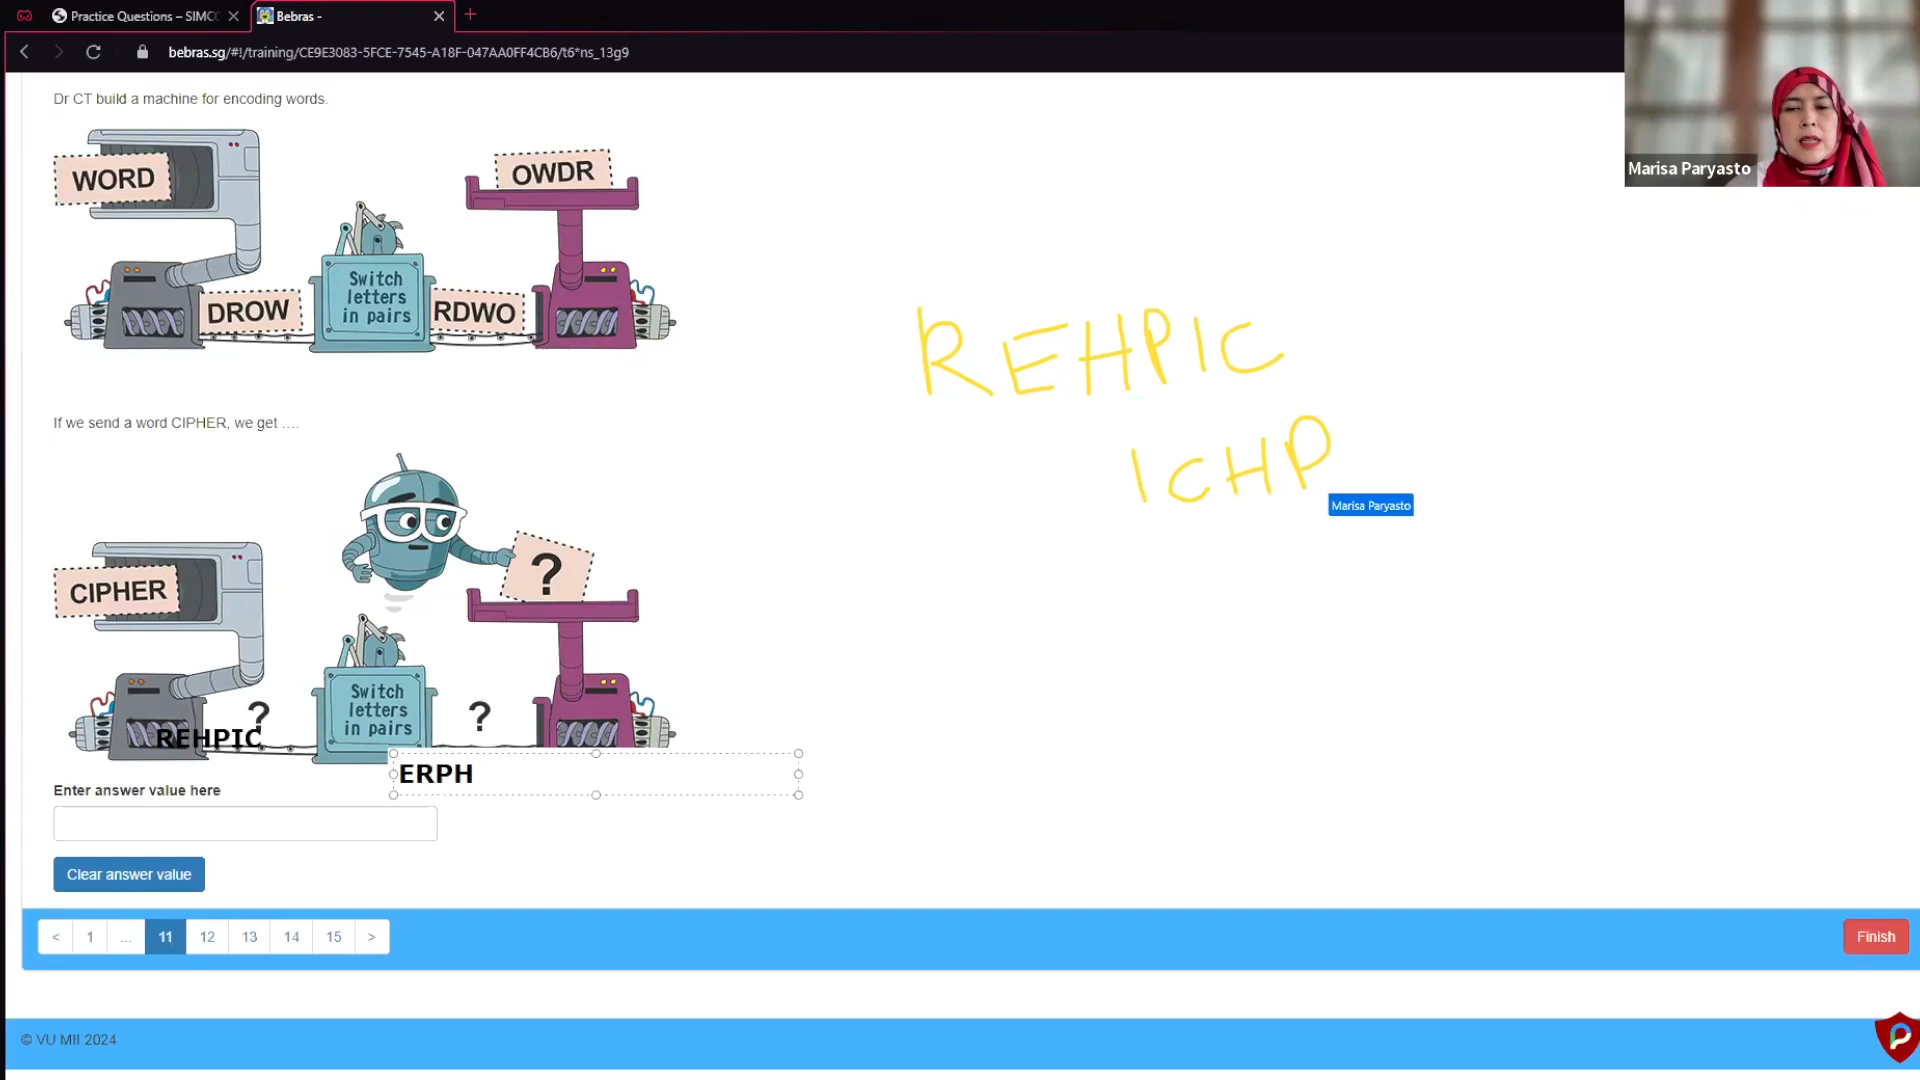 Practice Questions – SIMCC
Bebras -
bebras.sg/#!/training/CE9E3083-5FCE-7545-A18F-047AA0FF4CB6/t6*ns_13g9
Marisa Paryasto
Dr CT build a machine for encoding words.
WORD
OWDR
Switch
letters
in pairs
DROW
RDWO
REHPIC
ICHP
Marisa Paryasto
If we send a word CIPHER, we get ….
?
CIPHER
Switch
letters
in pairs
?
?
REHPIC
ERPH
Enter answer value here
Clear answer value
< 1 ... 11 12 13 14 15 >
Finish
© VU MII 2024